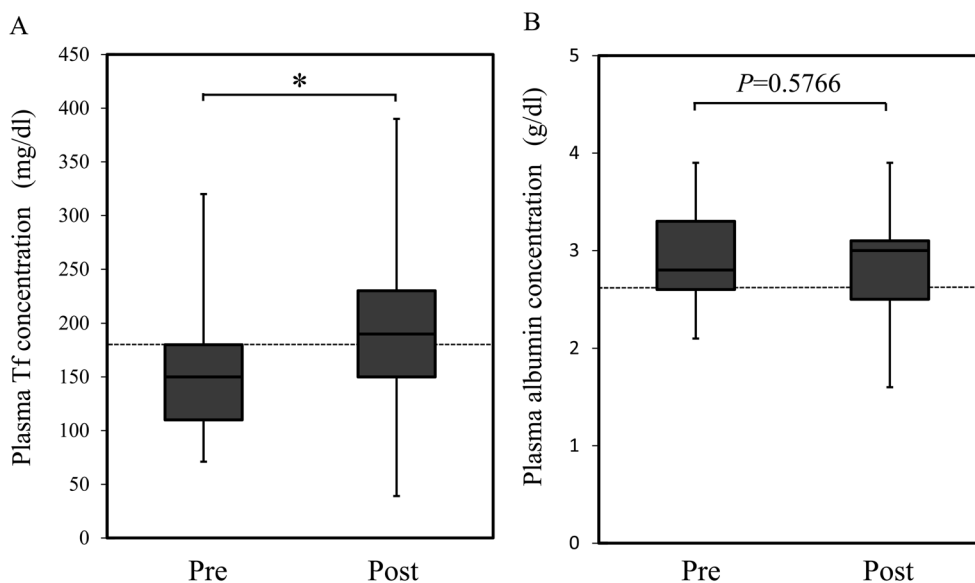 A
Plasma Tf concentration (mg/dl)
450
400
350
300
250
200
150
100
50
0
*
Pre
Post
B
Plasma albumin concentration (g/dl)
5
4
3
2
1
0
P=0.5766
Pre
Post